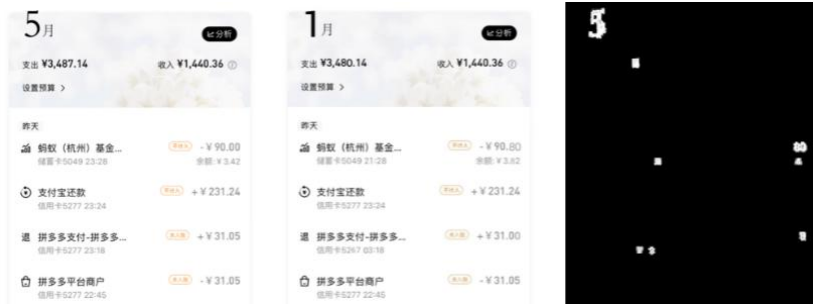 5月
分析
支出 ¥3,487.14 收入 ¥1,440.36
设置预算 >
昨天
蚂蚁（杭州）基金... -¥90.00
储蓄卡5049 23:28 余额: ¥3.42
支付宝还款 +¥231.24
信用卡5277 23:24
退 拼多多支付-拼多多... +¥31.05
信用卡5277 23:18
拼多多平台商户 -¥31.05
信用卡5277 22:45
1月
分析
支出 ¥3,480.14 收入 ¥1,440.36
设置预算 >
昨天
蚂蚁（杭州）基金... -¥90.80
储蓄卡5049 21:28 余额: ¥3.82
支付宝还款 +¥231.24
信用卡5277 23:24
退 拼多多支付-拼多多... +¥31.00
信用卡5267 03:18
拼多多平台商户 -¥31.05
信用卡5277 22:45
5
80